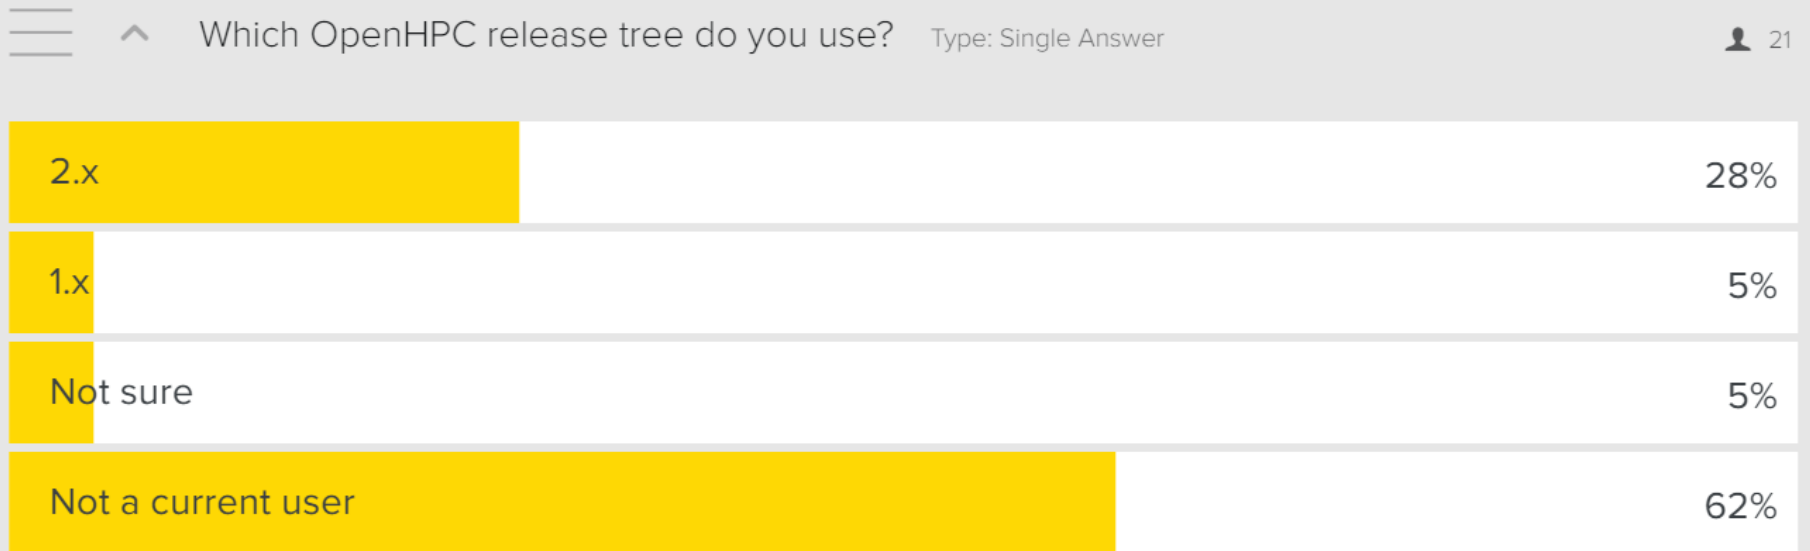 Which OpenHPC release tree do you use? Type: Single Answer 21
2.x 28%
1.x 5%
Not sure 5%
Not a current user 62%